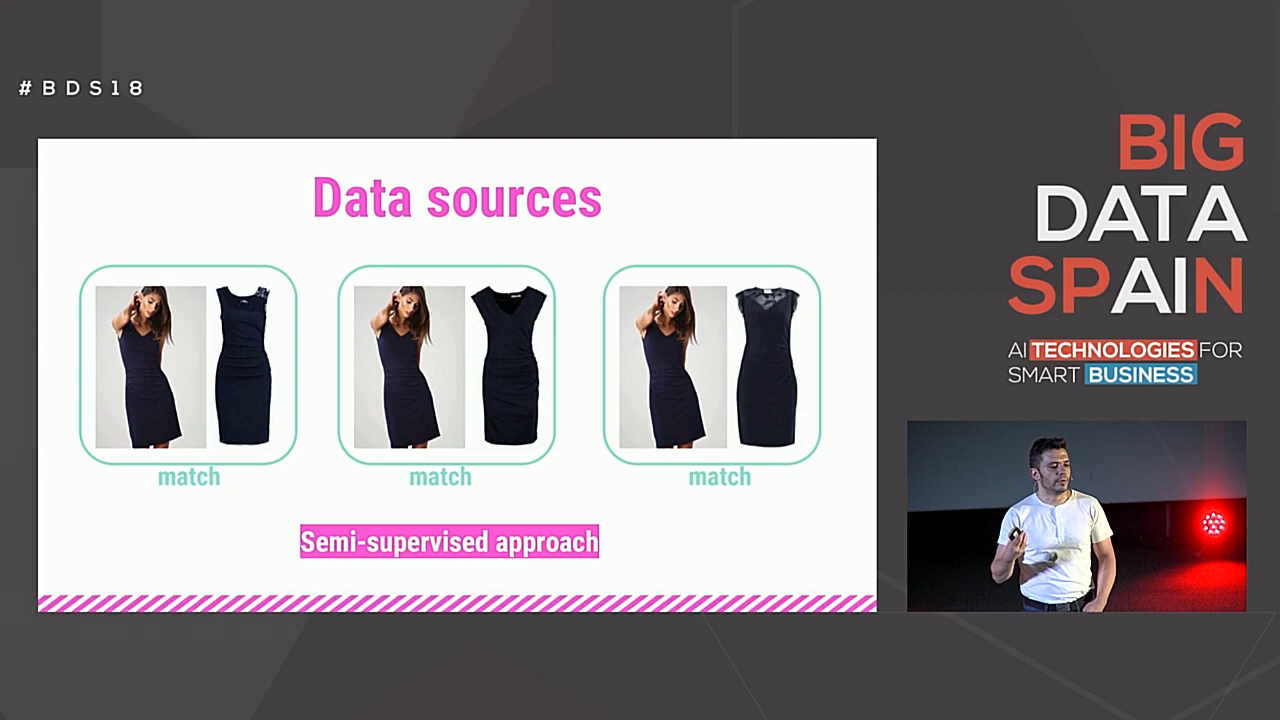 #BDS18
Data sources
match
match
match
Semi-supervised approach
BIG
DATA
SPAIN
AI TECHNOLOGIES FOR
SMART BUSINESS